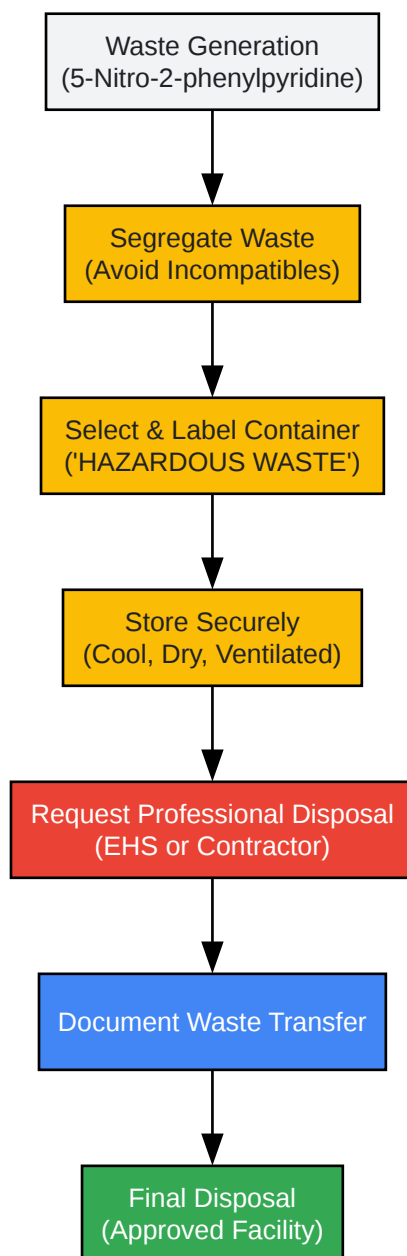 Waste Generation
(5-Nitro-2-phenylpyridine)
Segregate Waste
(Avoid Incompatibles)
Select & Label Container
('HAZARDOUS WASTE')
Store Securely
(Cool, Dry, Ventilated)
Request Professional Disposal
(EHS or Contractor)
Document Waste Transfer
Final Disposal
(Approved Facility)